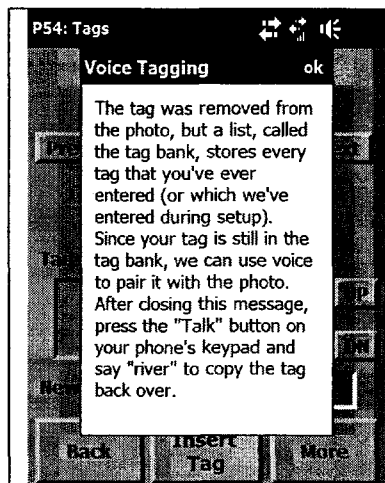 P54: Tags
Voice Tagging ok
The tag was removed from
the photo, but a list, called
the tag bank, stores every
tag that you've ever
entered (or which we've
entered during setup).
Since your tag is still in the
tag bank, we can use voice
to pair it with the photo.
After closing this message,
press the "Talk" button on
your phone's keypad and
say "river" to copy the tag
back over.
Back Insert Tag More